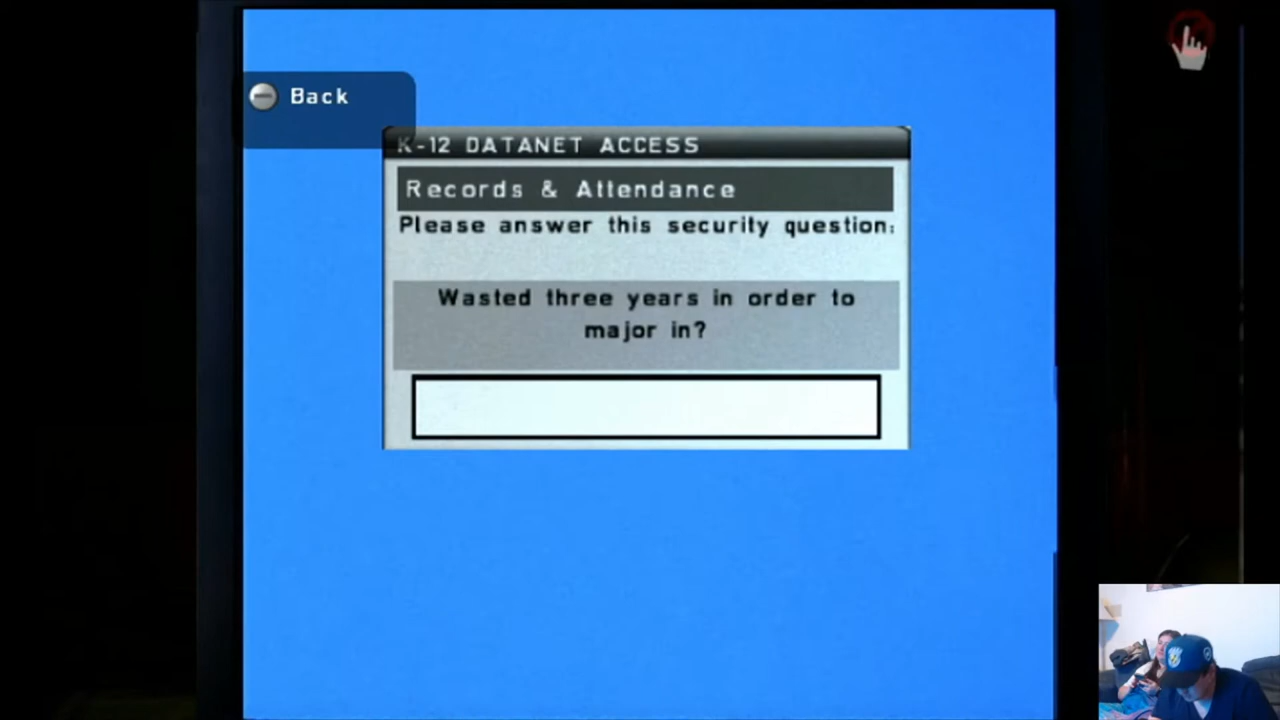 Back
K-12 DATANET ACCESS
Records & Attendance
Please answer this security question:
Wasted three years in order to
major in?